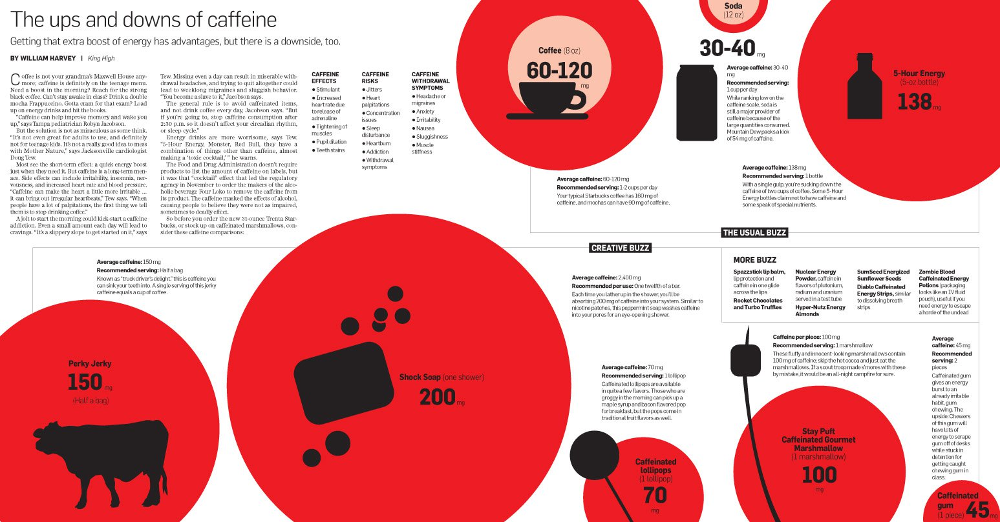 The ups and downs of caffeine
Getting that extra boost of energy has advantages, but there is a downside, too.
BY WILLIAM HARVEY | King High
Coffee is not your grandma's Maxwell House any-
more; caffeine is definitely on the teenage menu.
Need a boost in the morning? Reach for the strong
black coffee. Can't stay awake in class? Drink a double
mocha Frappuccino. Gotta cram for that exam? Load
up on energy drinks and hit the books.
"Caffeine can help improve memory and wake you
up," says Tampa pediatrician Robyn Jacobson.
But the solution is not as miraculous as some think.
"It's not even great for adults to use, and definitely
not for teenage kids. It's not a really good idea to mess
with Mother Nature," says Jacksonville cardiologist
Doug Tew.
Most see the short-term effect: a quick energy boost
just when they need it. But caffeine is a long-term men-
ace. Side effects can include irritability, insomnia, ner-
vousness, and increased heart rate and blood pressure.
"Caffeine can make the heart a little more irritable ...
it can bring out irregular heartbeats," Tew says. "When
people have a lot of palpitations, the first thing we tell
them is to stop drinking coffee."
A jolt to start the morning could kick-start a caffeine
addiction. Even a small amount each day will lead to
cravings. "It's a slippery slope to get started on it," says
Tew. Missing even a day can result in miserable with-
drawal headaches, and trying to quit altogether could
lead to weeklong migraines and sluggish behavior.
"You become a slave to it," Jacobson says.
The general rule is to avoid caffeinated items,
and not drink coffee every day, Jacobson says. "But
if you're going to, stop caffeine consumption after
2:30 p.m. so it doesn't affect your circadian rhythm,
or sleep cycle."
Energy drinks are more worrisome, says Tew.
"5-Hour Energy, Monster, Red Bull, they have a
combination of things other than caffeine, almost
making a 'toxic cocktail,' " he warns.
The Food and Drug Administration doesn't require
products to list the amount of caffeine on labels, but
it was that "cocktail" effect that led the regulatory
agency in November to order the makers of the alco-
holic beverage Four Loko to remove the caffeine from
its product. The caffeine masked the effects of alcohol,
causing people to believe they were not as impaired,
sometimes to deadly effect.
So before you order the new 31-ounce Trenta Star-
bucks, or stock up on caffeinated marshmallows, con-
sider these caffeine comparisons:
CAFFEINE
EFFECTS
● Stimulant
● Increased
heart rate due
to release of
adrenaline
● Tightening of
muscles
● Pupil dilation
● Teeth stains
CAFFEINE
RISKS
● Jitters
● Heart
palpitations
● Concentration
issues
● Sleep
disturbance
● Heartburn
● Addiction
● Withdrawal
symptoms
CAFFEINE
WITHDRAWAL
SYMPTOMS
● Headache or
migraines
● Anxiety
● Irritability
● Nausea
● Sluggishness
● Muscle
stiffness
Coffee (8 oz)
60-120
mg
Average caffeine: 60-120 mg
Recommended serving: 1-2 cups per day
Your typical Starbucks coffee has 160 mg of
caffeine, and mochas can have 90 mg of caffeine.
Soda
(12 oz)
30-40 mg
Average caffeine: 30-40
mg
Recommended serving:
1 cup per day
While ranking low on the
caffeine scale, soda is
still a major provider of
caffeine because of the
large quantities consumed.
Mountain Dew packs a kick
of 54 mg of caffeine.
5-Hour Energy
(5-oz bottle)
138 mg
Average caffeine: 138 mg
Recommended serving: 1 bottle
With a single gulp, you're sucking down the
caffeine of two cups of coffee. Some 5-Hour
Energy bottles claim not to have caffeine and
some speak of special nutrients.
THE USUAL BUZZ
CREATIVE BUZZ
Average caffeine: 150 mg
Recommended serving: Half a bag
Known as "truck driver's delight," this is caffeine you
can sink your teeth into. A single serving of this jerky
caffeine equals a cup of coffee.
Perky Jerky
150 mg
(Half a bag)
Shock Soap (one shower)
200 mg
Average caffeine: 2,400 mg
Recommended per use: One twelfth of a bar.
Each time you lather up in the shower, you'll be
absorbing 200 mg of caffeine into your system. Similar to
nicotine patches, this peppermint soap washes caffeine
into your pores for an eye-opening shower.
Average caffeine: 70 mg
Recommended serving: 1 lollipop
Caffeinated lollipops are available
in quite a few flavors. Those who are
groggy in the morning can pick up a
maple syrup and bacon flavored pop
for breakfast, but the pops come in
traditional fruit flavors as well.
Caffeinated
lollipops
(1 lollipop)
70
mg
MORE BUZZ
Spazzstick lip balm,
lip protection and
caffeine in one glide
across the lips
Rocket Chocolates
and Turbo Truffles
Nuclear Energy
Powder, caffeine in
flavors of plutonium,
radium and uranium
served in a test tube
Hyper-Nutz Energy
Almonds
SumSeed Energized
Sunflower Seeds
Diablo Caffeinated
Energy Strips, similar
to dissolving breath
strips
Zombie Blood
Caffeinated Energy
Potions (packaging
looks like an IV fluid
pouch), useful if you
need energy to escape
a horde of the undead
Caffeine per piece: 100 mg
Recommended serving: 1 marshmallow
These fluffy and innocent-looking marshmallows contain
100 mg of caffeine; skip the hot cocoa and just eat the
marshmallows. If a scout troop made s'mores with these
by mistake, it would be an all-night campfire for sure.
Stay Puft
Caffeinated Gourmet
Marshmallow
(1 marshmallow)
100
mg
Average
caffeine: 45 mg
Recommended
serving: 2
pieces
Caffeinated gum
gives an energy
burst to an
already irritable
habit, gum
chewing. The
upside: Chewers
of this gum will
have lots of
energy to scrape
gum off of desks
while stuck in
detention for
getting caught
chewing gum in
class.
Caffeinated
gum
(1 piece) 45 mg